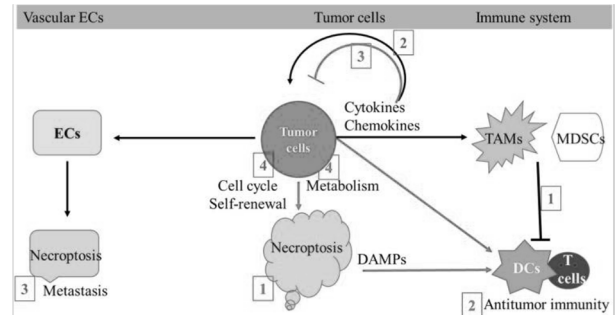 Vascular ECs
Tumor cells
Immune system
2
3
Cytokines
Chemokines
ECs
Tumor
cells
TAMs
MDSCs
4
4
Cell cycle
Self-renewal
Metabolism
1
Necroptosis
3
Metastasis
Necroptosis
1
DAMPs
DCs
T
cells
2
Antitumor immunity